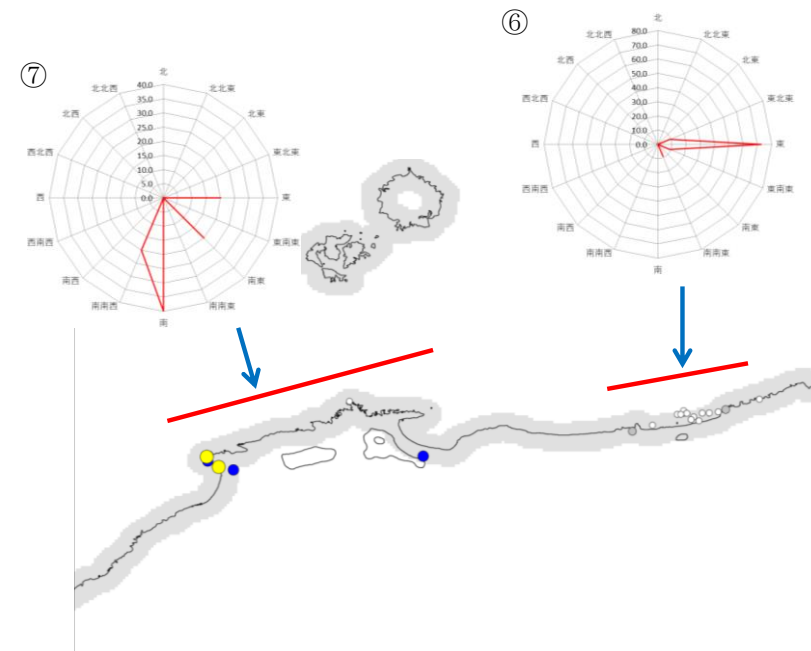 ⑦
北
北北東
北東
東北東
東
東南東
南東
南南東
南
南南西
南西
西南西
西
西北西
北西
北北西
40.0
35.0
30.0
25.0
20.0
15.0
10.0
5.0
0.0
⑥
北
北北東
北東
東北東
東
東南東
南東
南南東
南
南南西
南西
西南西
西
西北西
北西
北北西
80.0
70.0
60.0
50.0
40.0
30.0
20.0
10.0
0.0